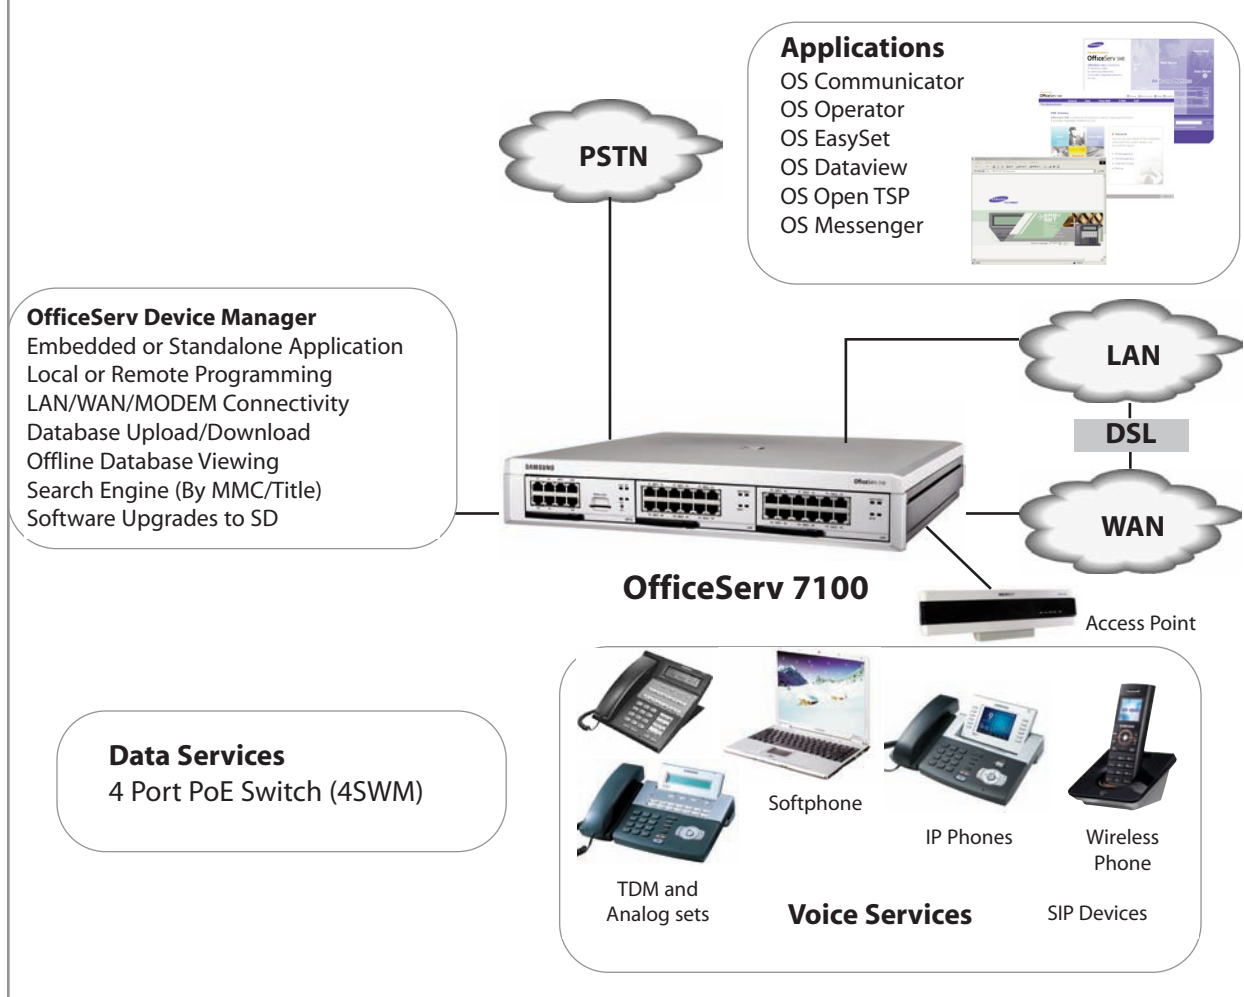 Applications
OS Communicator
OS Operator
OS EasySet
OS Dataview
OS Open TSP
OS Messenger
OfficeServ
PSTN
OfficeServ Device Manager
Embedded or Standalone Application
Local or Remote Programming
LAN/WAN/MODEM Connectivity
Database Upload/Download
Offline Database Viewing
Search Engine (By MMC/Title)
Software Upgrades to SD
LAN
DSL
WAN
SAMSUNG
OfficeServ
OfficeServ 7100
Access Point
Data Services
4 Port PoE Switch (4SWM)
Softphone
IP Phones
Wireless
Phone
TDM and
Analog sets
Voice Services
SIP Devices